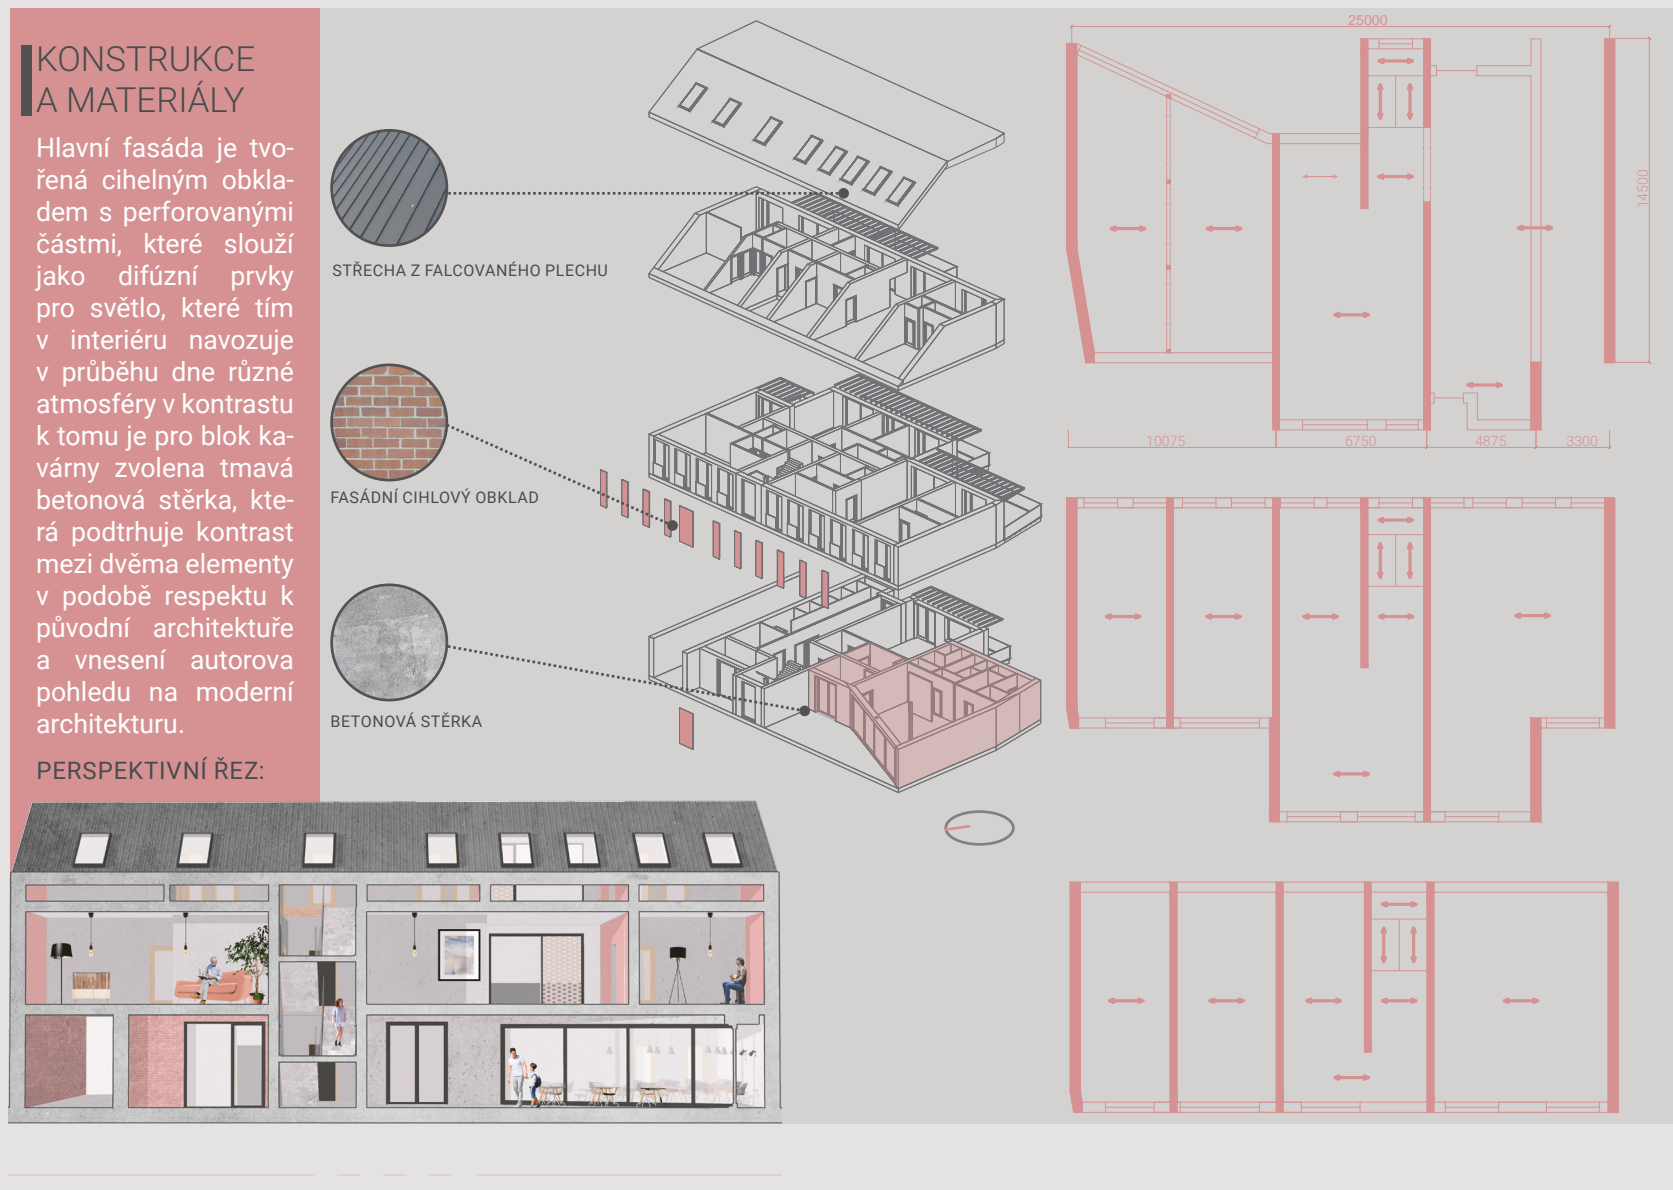 KONSTRUKCE
A MATERIÁLY
Hlavní fasáda je tvo-
řená cihelným obkla-
dem s perforovanými
částmi, které slouží
jako difúzní prvky
pro světlo, které tím
v interiéru navozuje
v průběhu dne různé
atmosféry v kontrastu
k tomu je pro blok ka-
várny zvolena tmavá
betonová stěrka, kte-
rá podtrhuje kontrast
mezi dvěma elementy
v podobě respektu k
původní architektuře
a vnesení autorova
pohledu na moderní
architekturu.
PERSPEKTIVNÍ ŘEZ:
STŘECHA Z FALCOVANÉHO PLECHU
FASÁDNÍ CIHLOVÝ OBKLAD
BETONOVÁ STĚRKA
25000
14500
10075
6750
4875
3300